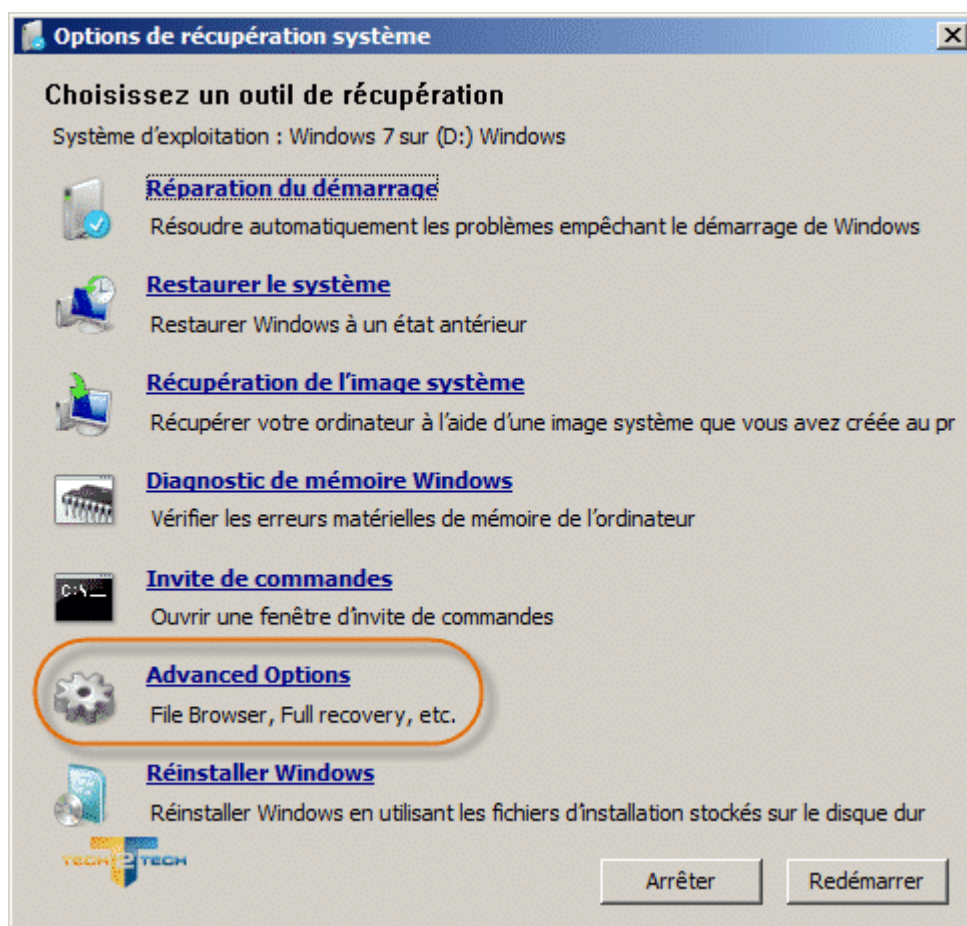 Options de récupération système
Choisissez un outil de récupération
Système d’exploitation : Windows 7 sur (D:) Windows
Réparation du démarrage
Résoudre automatiquement les problèmes empêchant le démarrage de Windows
Restaurer le système
Restaurer Windows à un état antérieur
Récupération de l’image système
Récupérer votre ordinateur à l’aide d’une image système que vous avez créée au pr
Diagnostic de mémoire Windows
Vérifier les erreurs matérielles de mémoire de l’ordinateur
C:\_
Invite de commandes
Ouvrir une fenêtre d’invite de commandes
Advanced Options
File Browser, Full recovery, etc.
Réinstaller Windows
Réinstaller Windows en utilisant les fichiers d’installation stockés sur le disque dur
TECH 2 TECH
Arrêter
Redémarrer